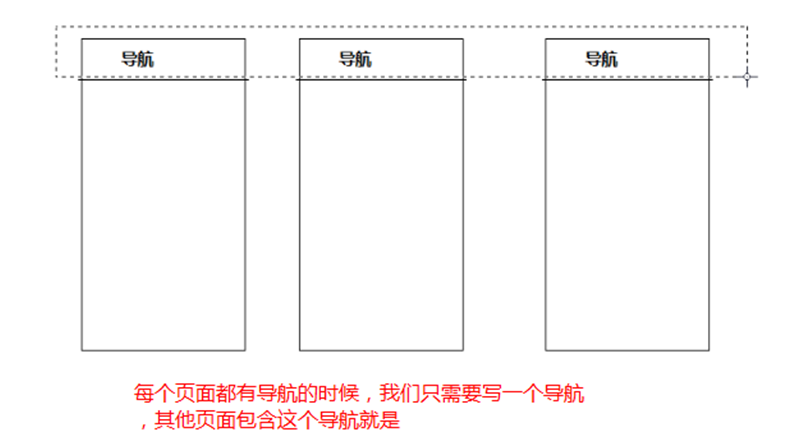 导航
导航
导航
每个页面都有导航的时候，我们只需要写一个导航
，其他页面包含这个导航就是